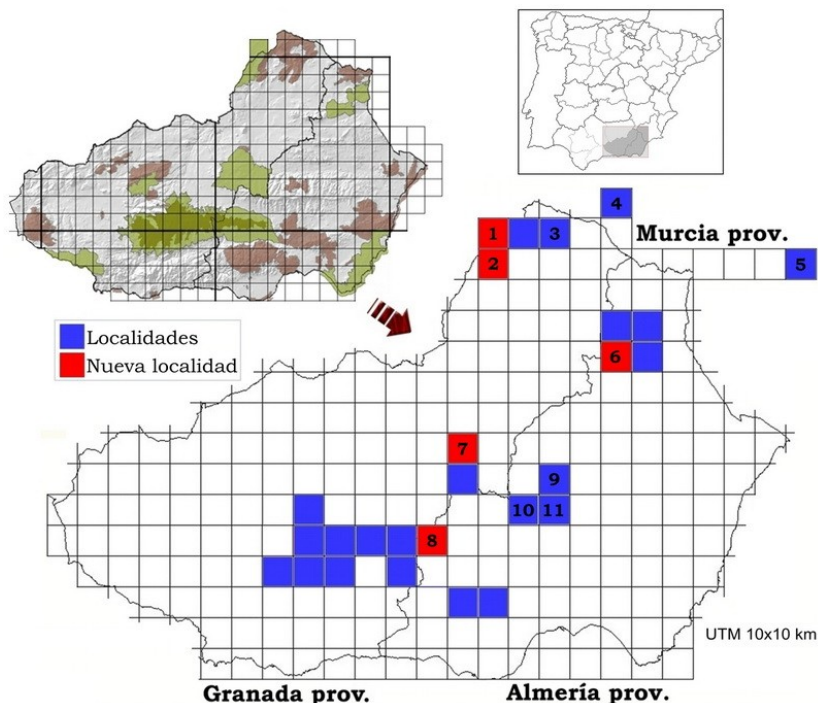 4
1
3
Murcia prov.
2
5
Localidades
Nueva localidad
6
7
9
10 11
8
UTM 10x10 km
Granada prov.
Almería prov.